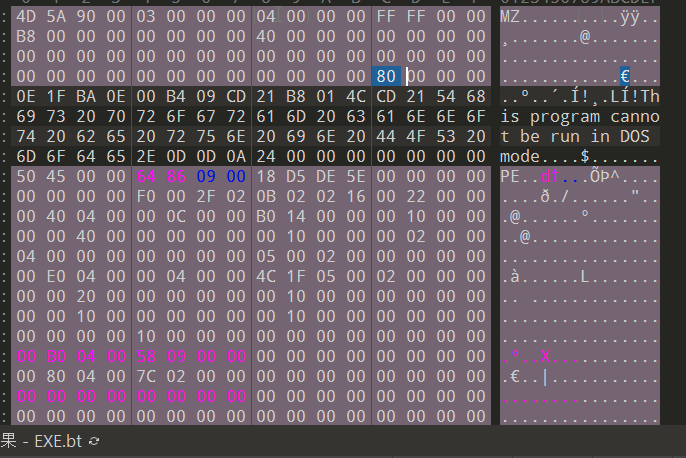 : 4D 5A 90 00 03 00 00 00 04 00 00 00 FF FF 00 00 MZ..........ÿÿ..
: B8 00 00 00 00 00 00 00 40 00 00 00 00 00 00 00 ¸.......@.......
: 00 00 00 00 00 00 00 00 00 00 00 00 00 00 00 00 ................
: 00 00 00 00 00 00 00 00 00 00 00 00 80 00 00 00 ............€...
: 0E 1F BA 0E 00 B4 09 CD 21 B8 01 4C CD 21 54 68 ..º..´.Í!¸.LÍ!Th
: 69 73 20 70 72 6F 67 72 61 6D 20 63 61 6E 6E 6F is program canno
: 74 20 62 65 20 72 75 6E 20 69 6E 20 44 4F 53 20 t be run in DOS
: 6D 6F 64 65 2E 0D 0D 0A 24 00 00 00 00 00 00 00 mode....$.......
: 50 45 00 00 64 86 09 00 18 D5 DE 5E 00 00 00 00 PE..d†...ÕÞ^....
: 00 00 00 00 F0 00 2F 02 0B 02 02 16 00 22 00 00 ....ð./......"..
: 00 40 04 00 00 0C 00 00 B0 14 00 00 00 10 00 00 .@......°.......
: 00 00 40 00 00 00 00 00 00 10 00 00 00 02 00 00 ..@.............
: 04 00 00 00 00 00 00 00 05 00 02 00 00 00 00 00 ................
: 00 E0 04 00 00 04 00 00 4C 1F 05 00 02 00 00 00 .à......L.......
: 00 00 20 00 00 00 00 00 00 10 00 00 00 00 00 00 .. .............
: 00 00 10 00 00 00 00 00 00 10 00 00 00 00 00 00 ................
: 00 00 00 00 10 00 00 00 00 00 00 00 00 00 00 00 ................
: 00 B0 04 00 58 09 00 00 00 00 00 00 00 00 00 00 .°..X...........
: 00 80 04 00 7C 02 00 00 00 00 00 00 00 00 00 00 .€..|...........
: 00 00 00 00 00 00 00 00 00 00 00 00 00 00 00 00 ................
: 00 00 00 00 00 00 00 00 00 00 00 00 00 00 00 00 ................
果 - EXE.bt